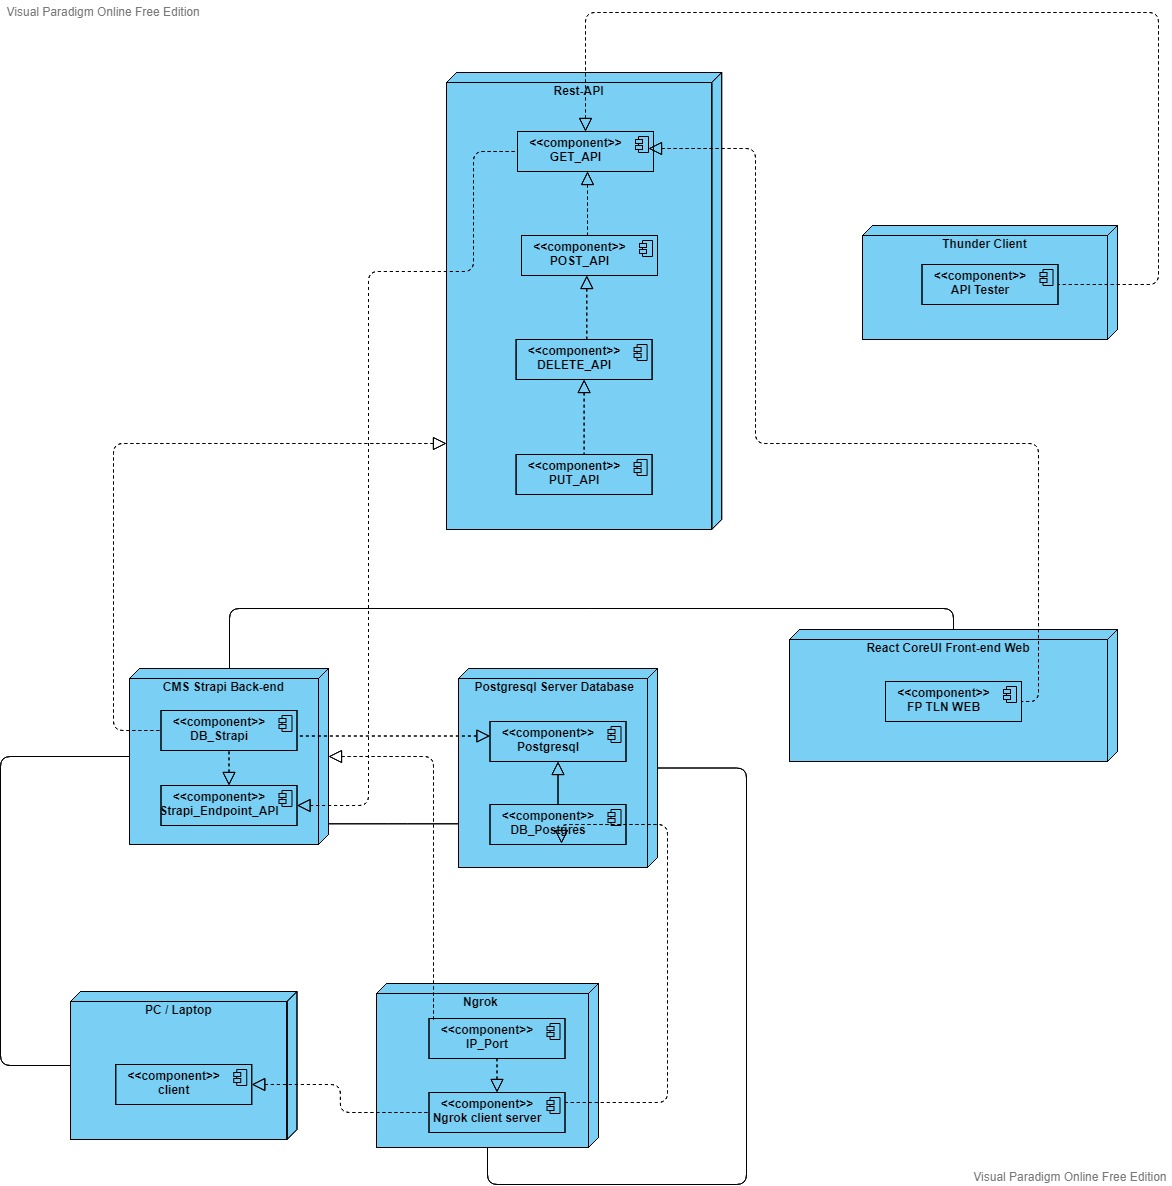 Visual Paradigm Online Free Edition
Rest-API
<<component>>
GET_API
<<component>>
POST_API
<<component>>
DELETE_API
<<component>>
PUT_API
Thunder Client
<<component>>
API Tester
CMS Strapi Back-end
<<component>>
DB_Strapi
<<component>>
Strapi_Endpoint_API
Postgresql Server Database
<<component>>
Postgresql
<<component>>
DB_Postgres
React CoreUI Front-end Web
<<component>>
FP TLN WEB
PC / Laptop
<<component>>
client
Ngrok
<<component>>
IP_Port
<<component>>
Ngrok client server
Visual Paradigm Online Free Edition